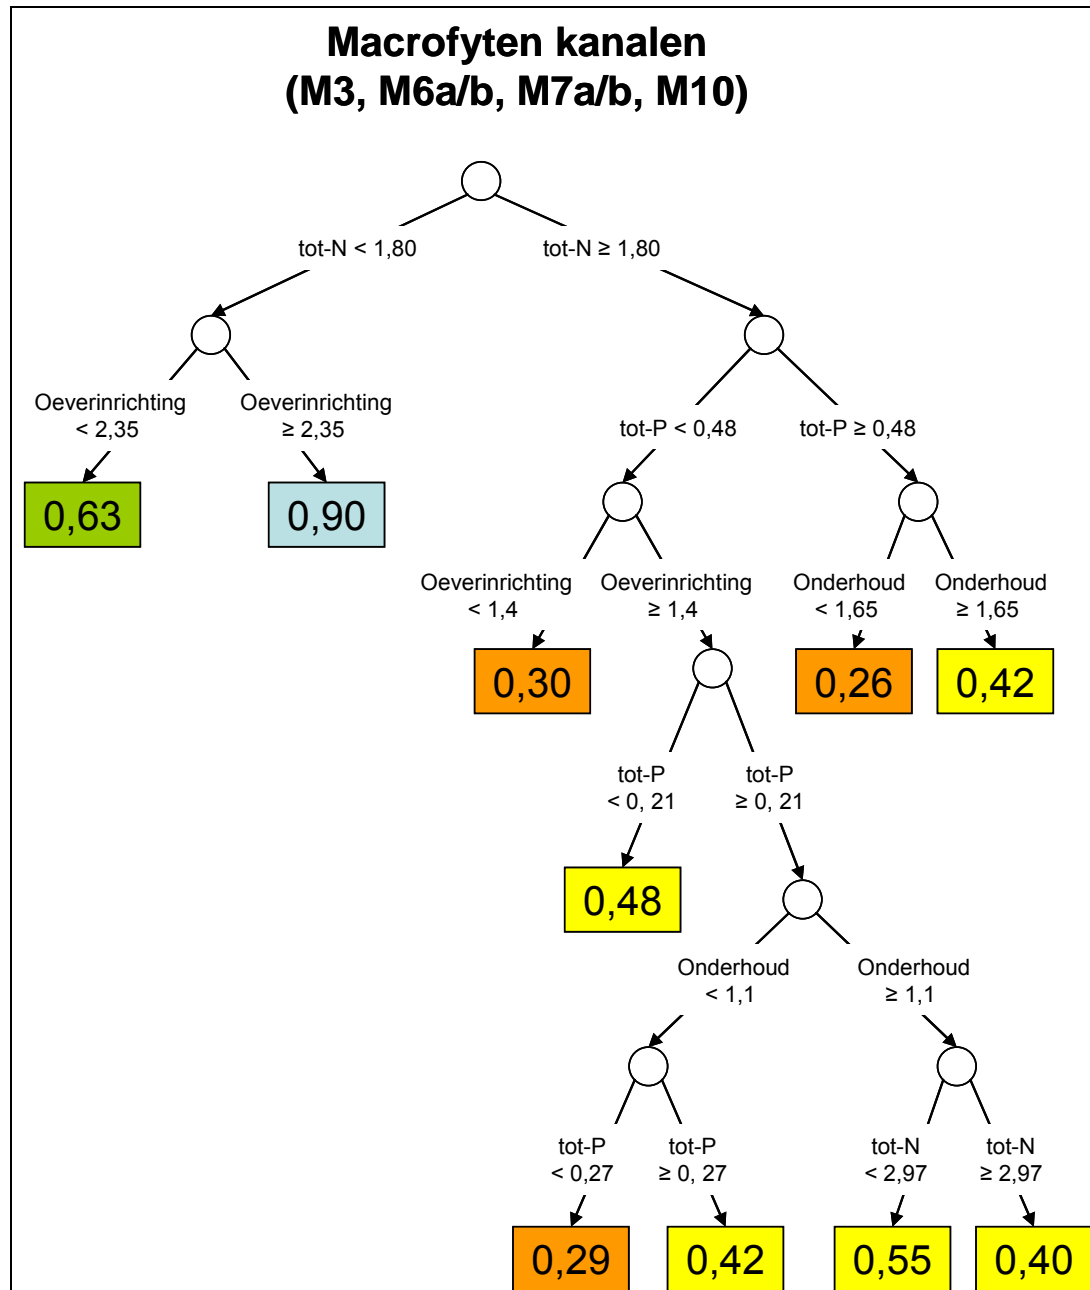 Macrofyten kanalen
(M3, M6a/b, M7a/b, M10)
tot-N < 1,80
tot-N ≥ 1,80
Oeverinrichting
< 2,35
Oeverinrichting
≥ 2,35
tot-P < 0,48
tot-P ≥ 0,48
0,63
0,90
Oeverinrichting
< 1,4
Oeverinrichting
≥ 1,4
Onderhoud
< 1,65
Onderhoud
≥ 1,65
0,30
0,26
0,42
tot-P
< 0, 21
tot-P
≥ 0, 21
0,48
Onderhoud
< 1,1
Onderhoud
≥ 1,1
tot-P
< 0,27
tot-P
≥ 0, 27
tot-N
< 2,97
tot-N
≥ 2,97
0,29
0,42
0,55
0,40